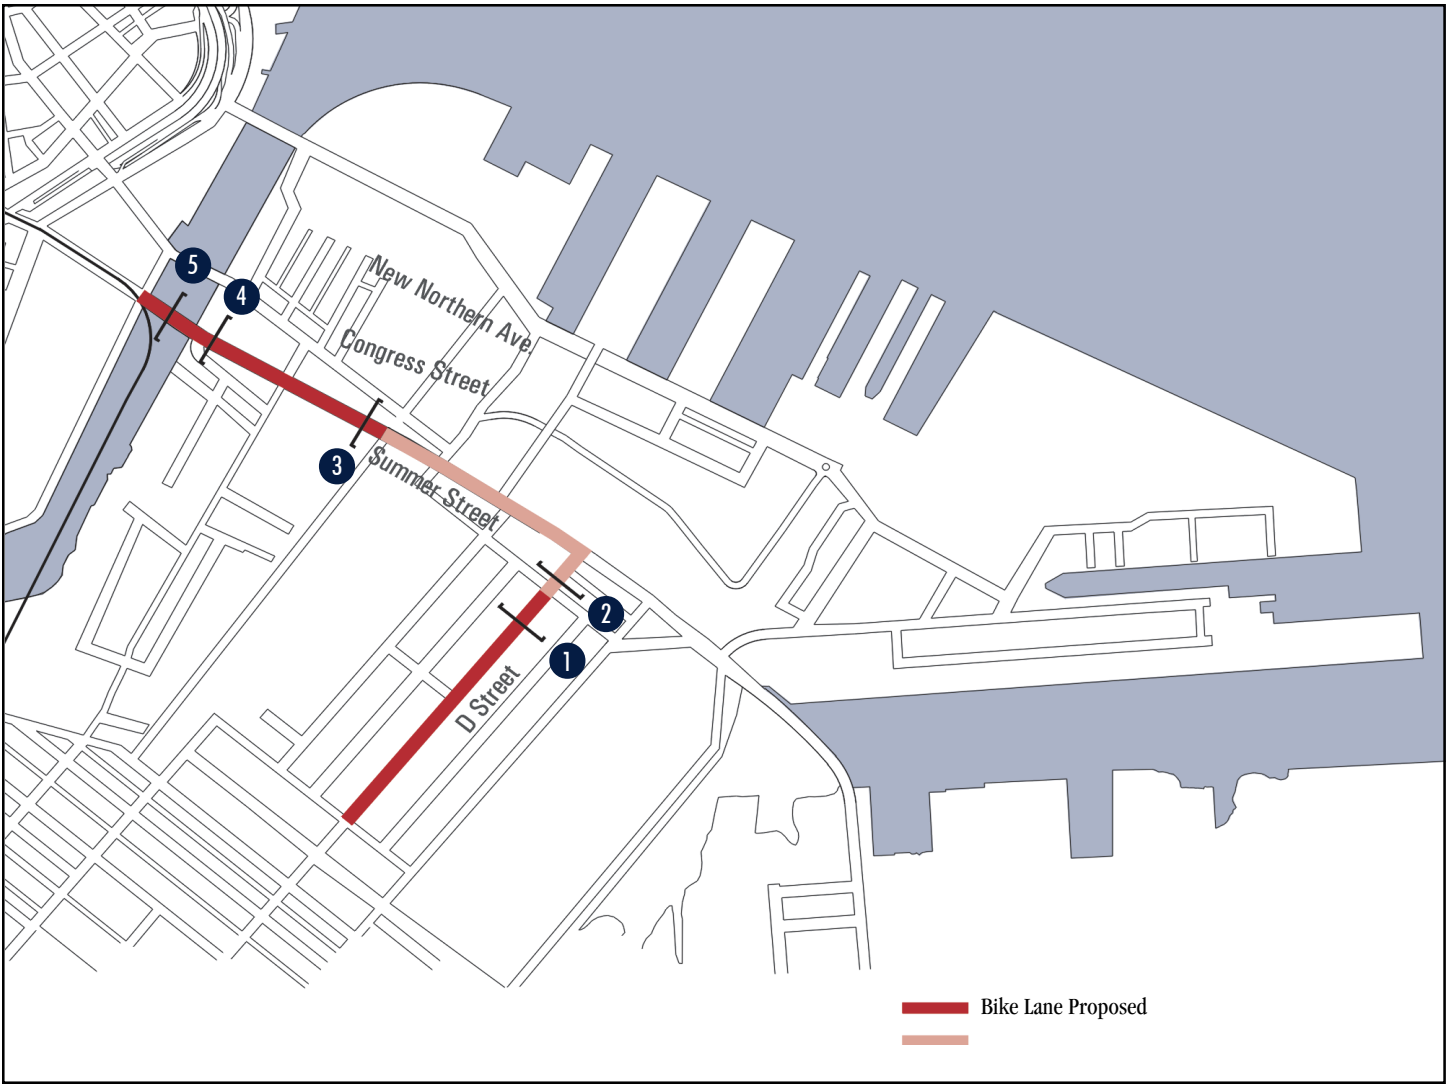 5
4
New Northern Ave.
Congress Street
3
Summer Street
2
1
D Street
Bike Lane Proposed